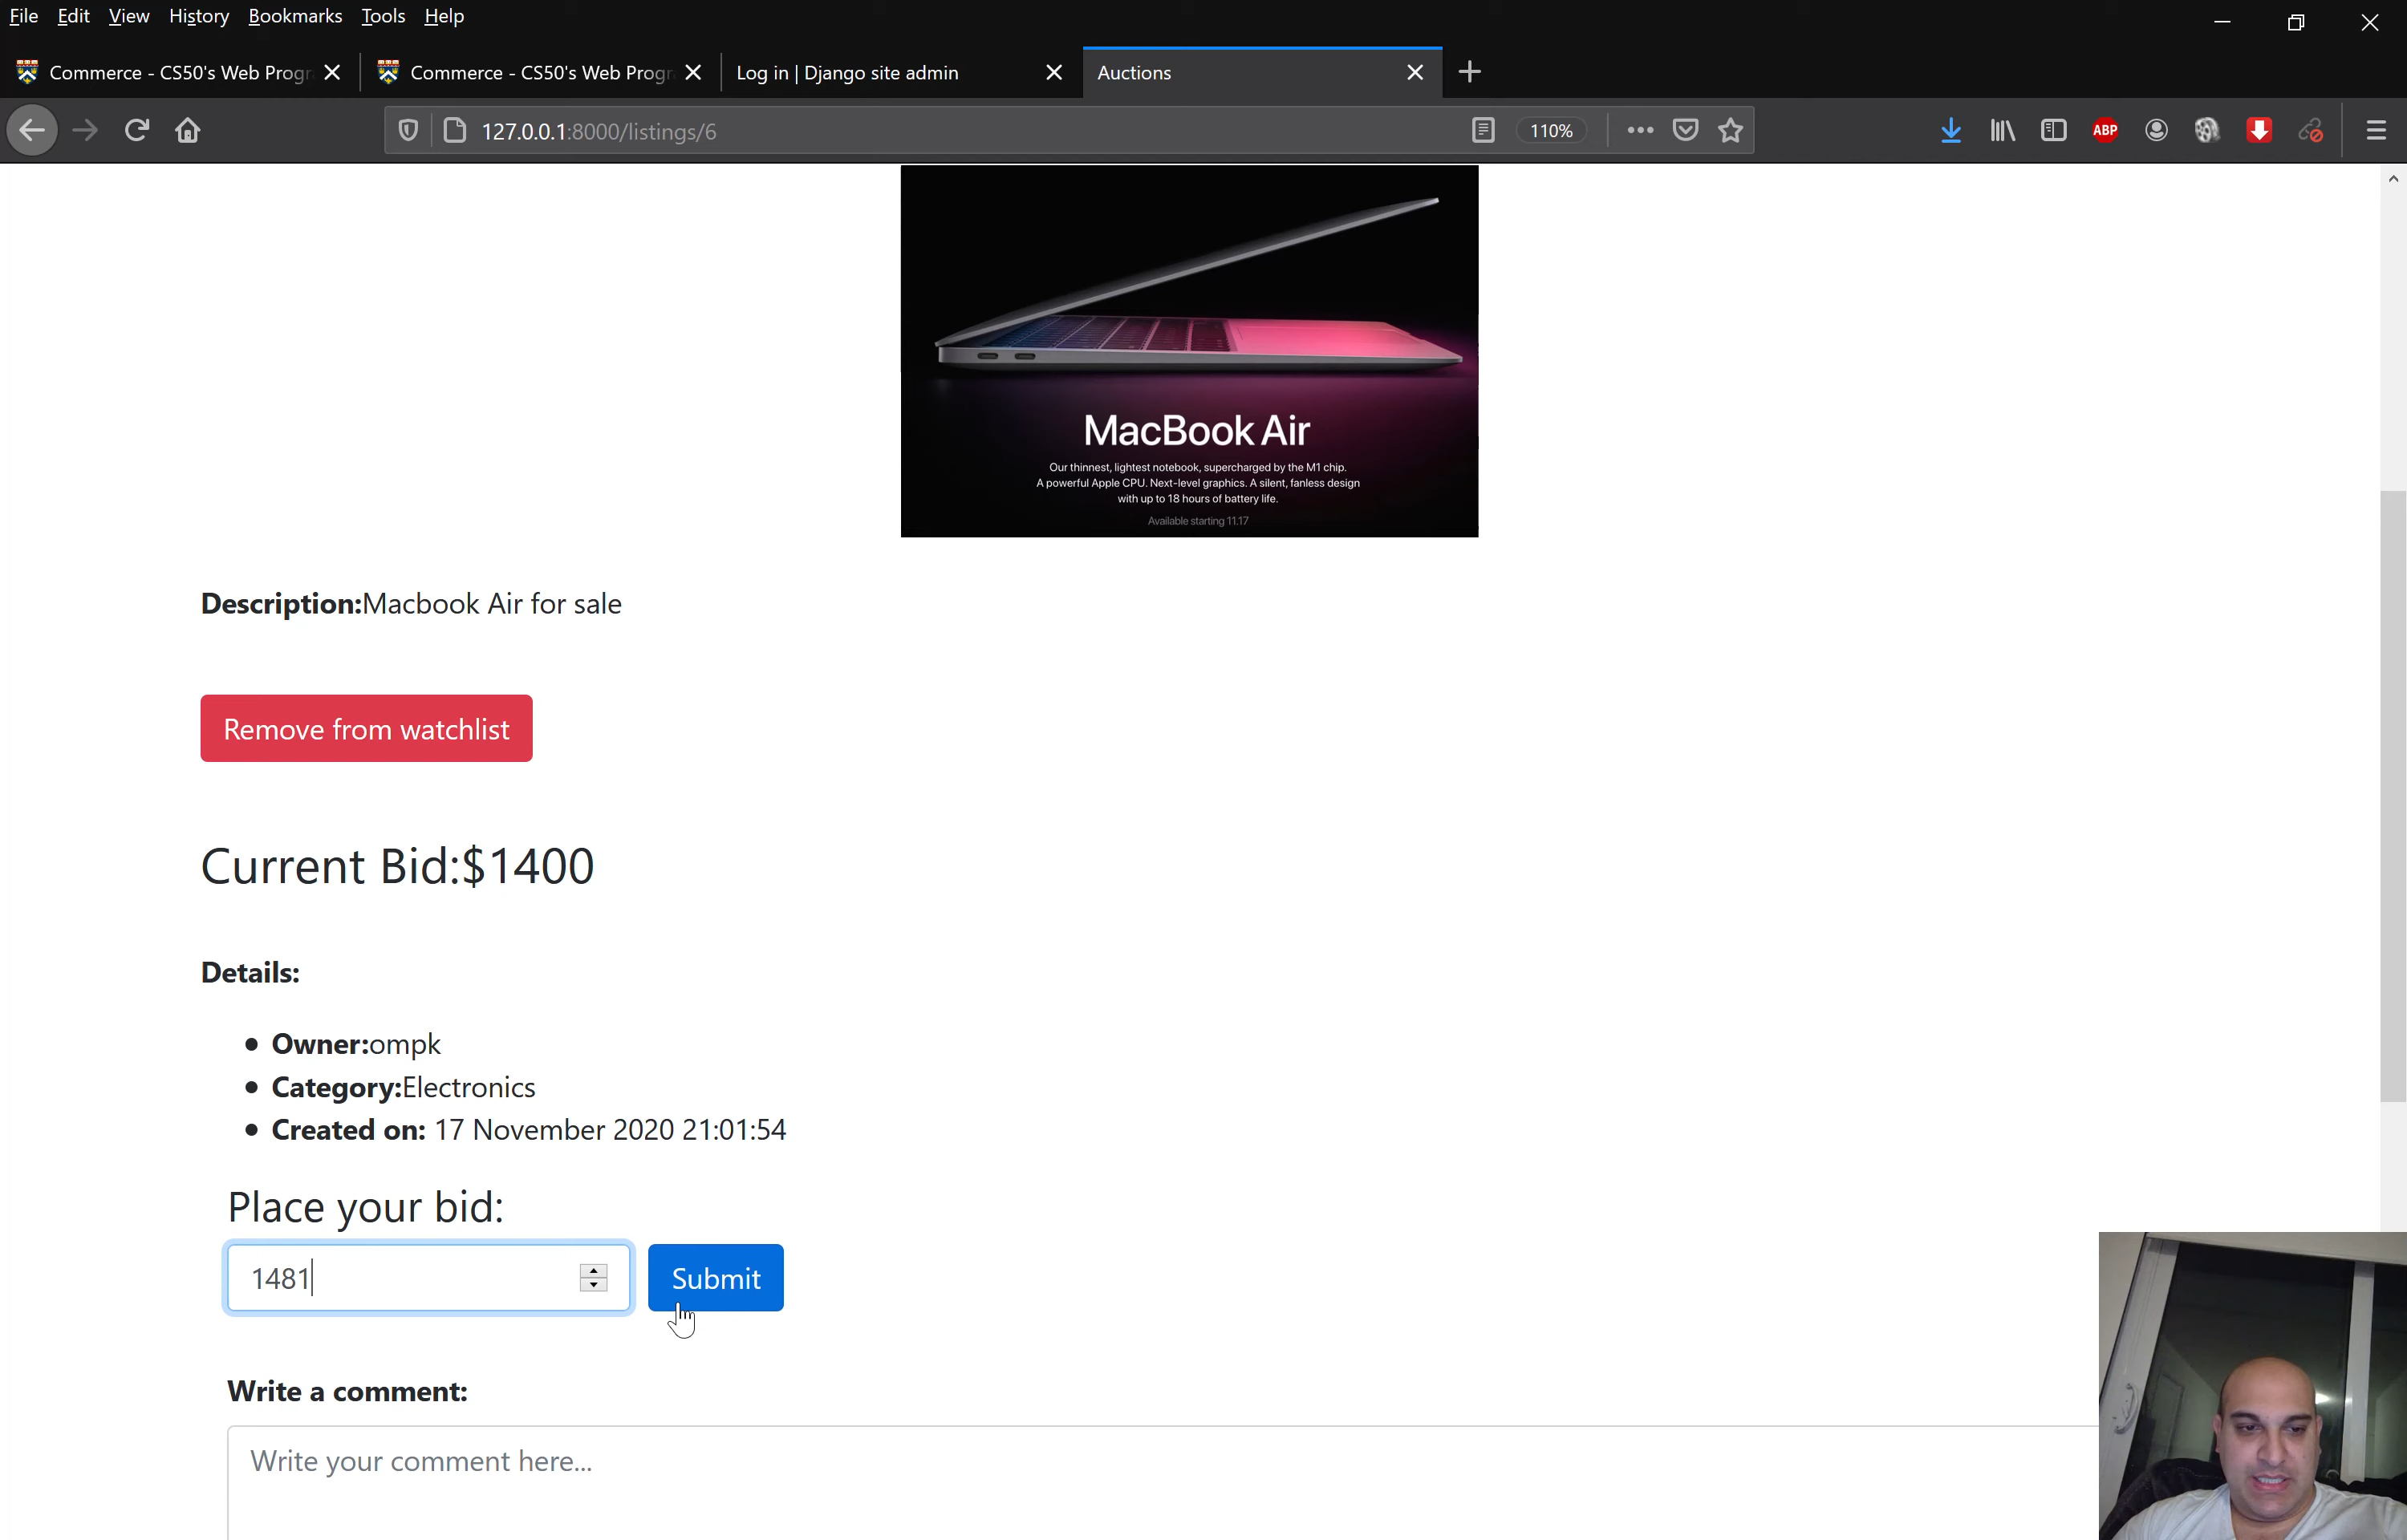 File Edit View History Bookmarks Tools Help
Commerce - CS50's Web Progr
Commerce - CS50's Web Progr
Log in | Django site admin
Auctions
127.0.0.1:8000/listings/6
110%
ABP
MacBook Air
Our thinnest, lightest notebook, supercharged by the M1 chip.
A powerful Apple CPU. Next-level graphics. A silent, fanless design
with up to 18 hours of battery life.
Available starting 11.17
Description:Macbook Air for sale
Remove from watchlist
Current Bid:$1400
Details:
Owner:ompk
Category:Electronics
Created on: 17 November 2020 21:01:54
Place your bid:
1481
Submit
Write a comment:
Write your comment here...